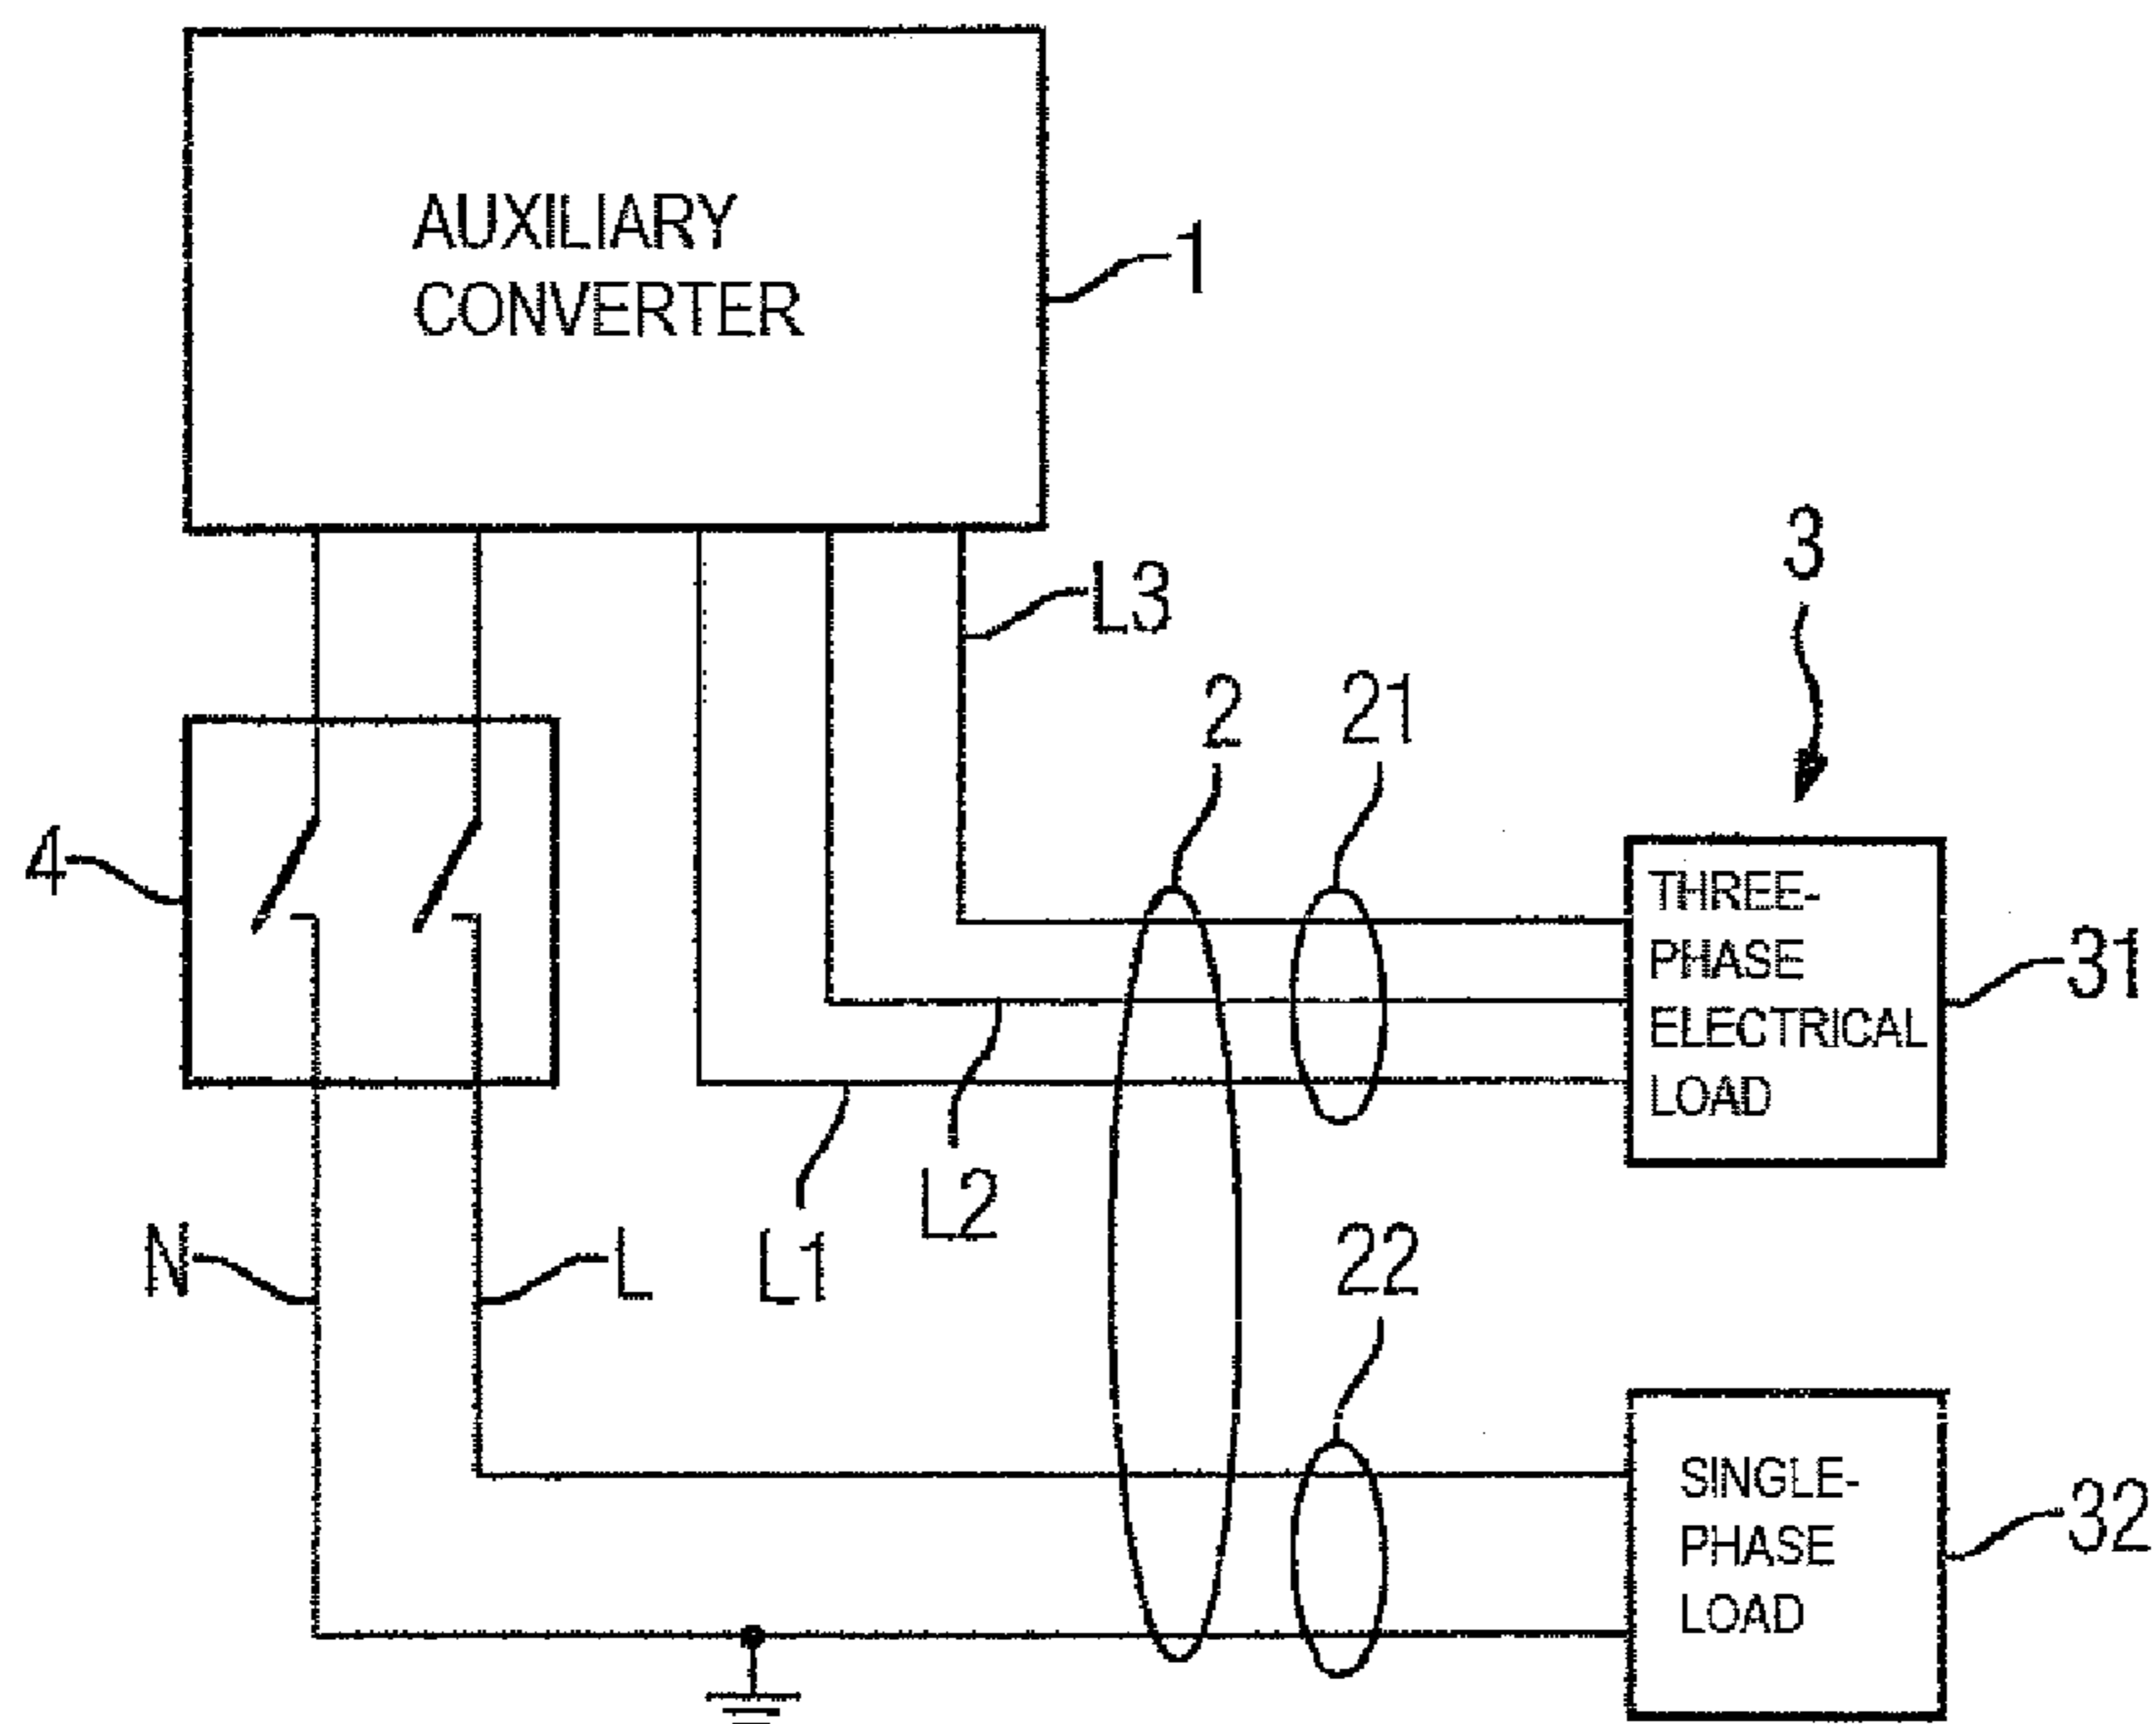 AUXILIARY
CONVERTER
1
L3
3
2
21
4
THREE-
PHASE
ELECTRICAL
LOAD
31
L2
L1
N
L
22
SINGLE-
PHASE
LOAD
32